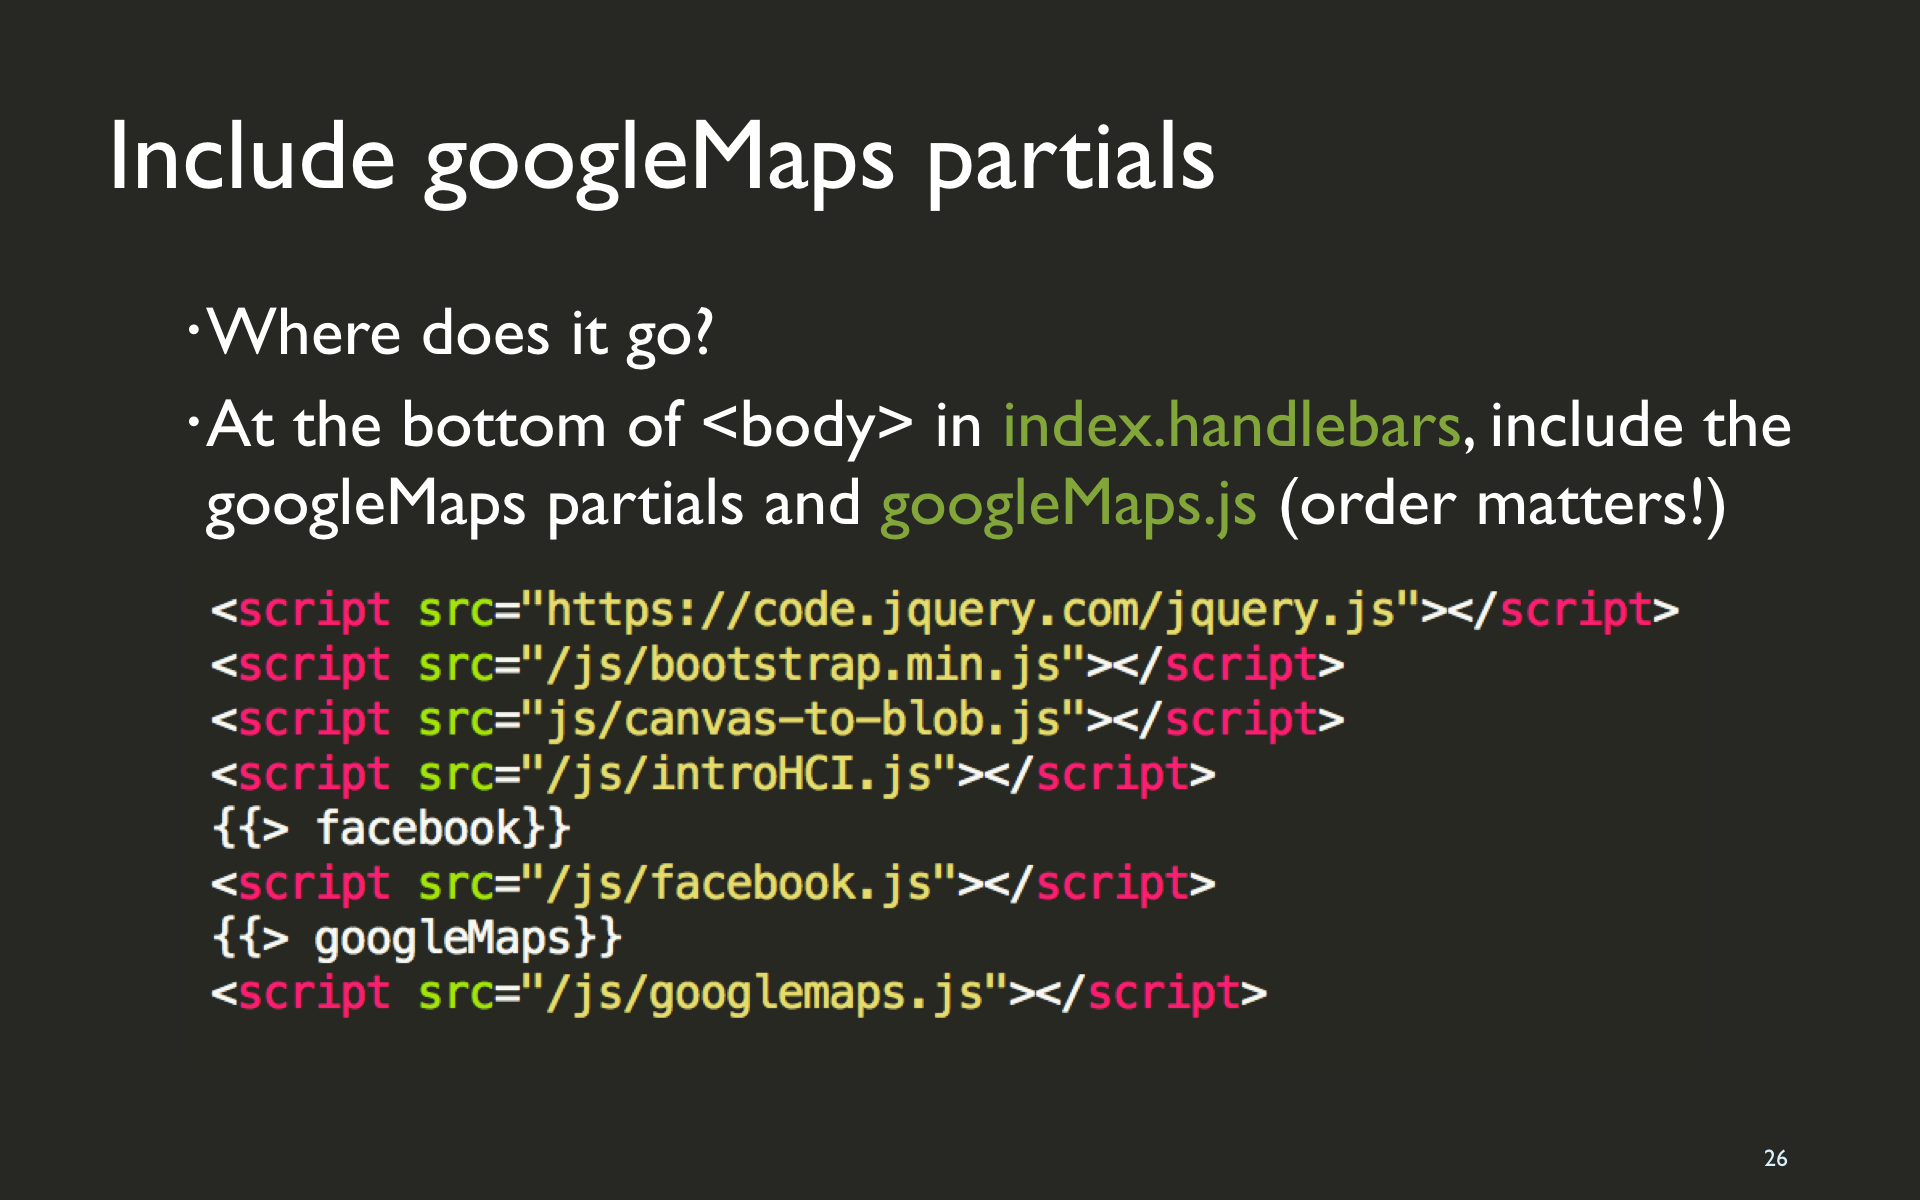 Include googleMaps partials
·Where does it go?
·At the bottom of <body> in index.handlebars, include the
googleMaps partials and googleMaps.js (order matters!)
<script src="https://code.jquery.com/jquery.js"></script>
<script src="/js/bootstrap.min.js"></script>
<script src="js/canvas-to-blob.js"></script>
<script src="/js/introHCI.js"></script>
{{> facebook}}
<script src="/js/facebook.js"></script>
{{> googleMaps}}
<script src="/js/googlemaps.js"></script>
26